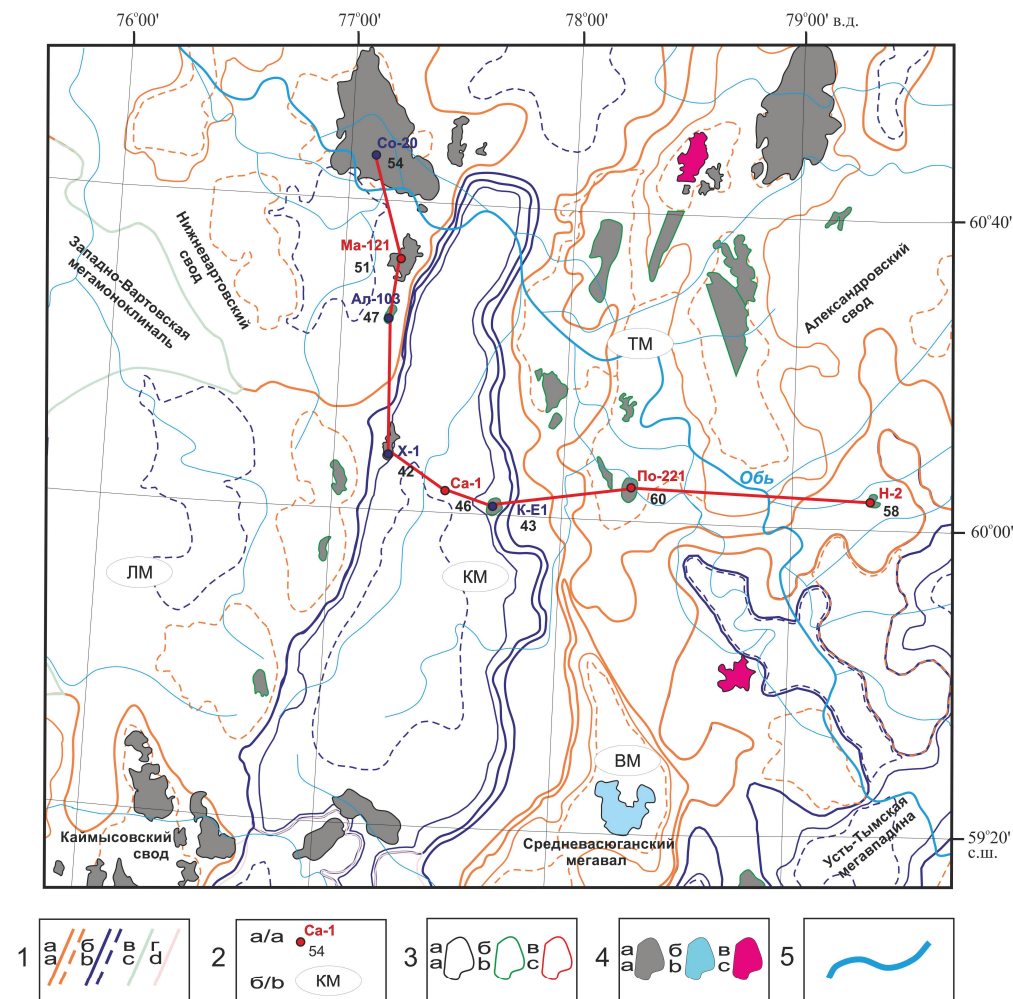 76°00'
77°00'
78°00'
79°00' в.д.
Со-20
54
60°40'
Ма-121
51
Нижневартовский
свод
Западно-Вартовская
мегамоноклиналь
Александровский
свод
Ал-103
47
ТМ
Х-1
42
Са-1
46
К-Е1
43
По-221
60
Обь
Н-2
58
60°00'
ЛМ
КМ
ВМ
Каймысовский
свод
Средневасюганский
мегавал
Усть-Тымская
мегавпадина
59°20'
с.ш.
1 а б в г
a b c d
2 а/a Са-1
54
б/b КМ
3 а б в
a b c
4 а б в
a b c
5